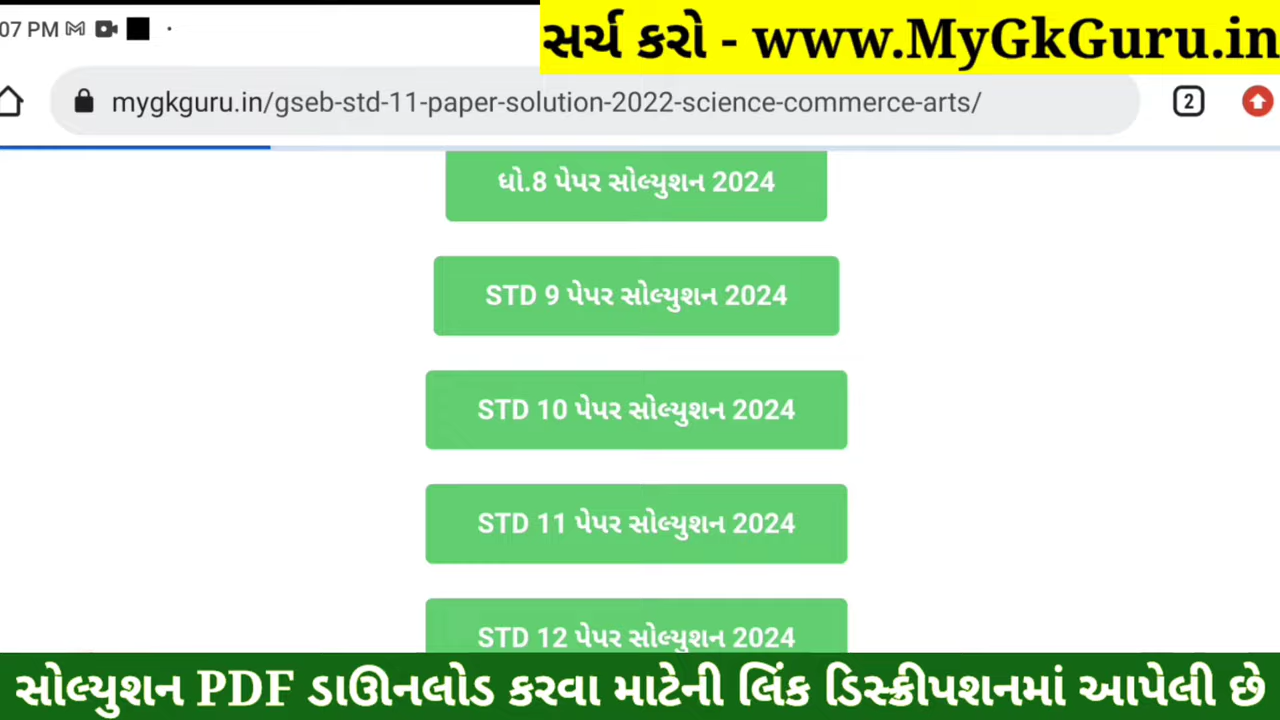 07 PM
સર્ચ કરો - www.MyGkGuru.in
mygkguru.in/gseb-std-11-paper-solution-2022-science-commerce-arts/
2
ધો.8 પેપર સોલ્યુશન 2024
STD 9 પેપર સોલ્યુશન 2024
STD 10 પેપર સોલ્યુશન 2024
STD 11 પેપર સોલ્યુશન 2024
STD 12 પેપર સોલ્યુશન 2024
સોલ્યુશન PDF ડાઊનલોડ કરવા માટેની લિંક ડિસ્ક્રીપશનમાં આપેલી છે